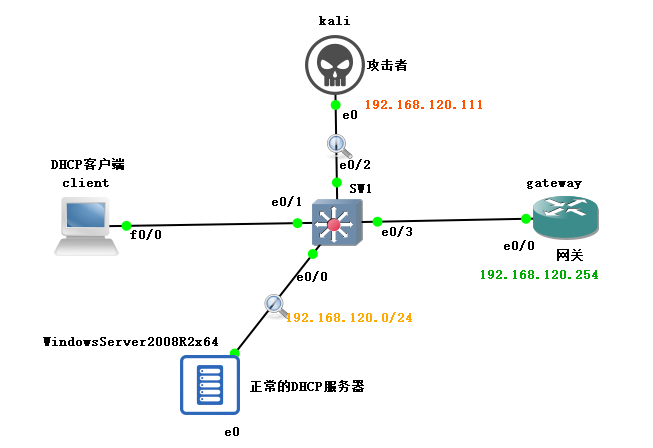 kali
攻击者
192.168.120.111
e0
e0/2
DHCP客户端
client
SW1
gateway
e0/1
e0/3
f0/0
e0/0
网关
192.168.120.254
e0/0
192.168.120.0/24
WindowsServer2008R2x64
正常的DHCP服务器
e0